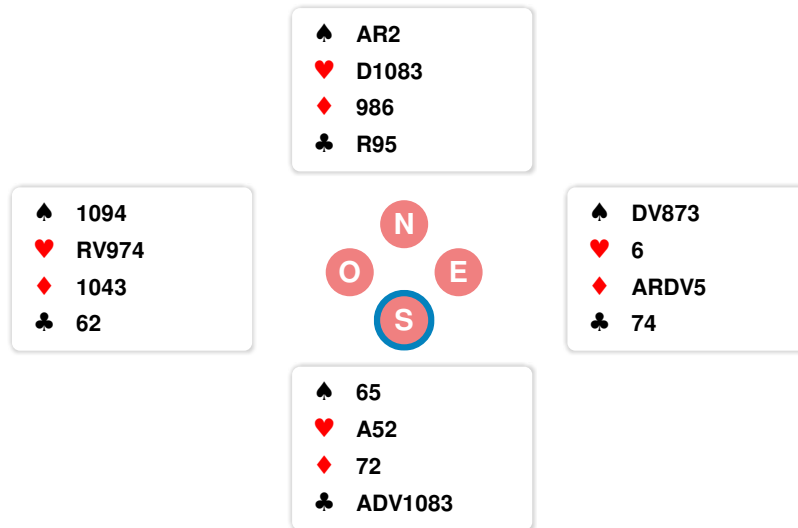 ♠ AR2
♥ D1083
♦ 986
♣ R95
♠ 1094
♥ RV974
♦ 1043
♣ 62
N
O E
S
♠ DV873
♥ 6
♦ ARDV5
♣ 74
♠ 65
♥ A52
♦ 72
♣ ADV1083